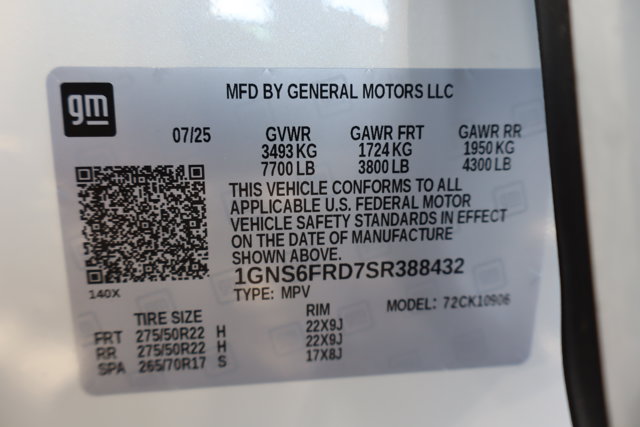 gm
MFD BY GENERAL MOTORS LLC
07/25 GVWR GAWR FRT GAWR RR
3493 KG 1724 KG 1950 KG
7700 LB 3800 LB 4300 LB
THIS VEHICLE CONFORMS TO ALL
APPLICABLE U.S. FEDERAL MOTOR
VEHICLE SAFETY STANDARDS IN EFFECT
ON THE DATE OF MANUFACTURE
SHOWN ABOVE.
1GNS6FRD7SR388432
140X TYPE: MPV MODEL: 72CK10906
TIRE SIZE RIM
FRT 275/50R22 H 22X9J
RR 275/50R22 H 22X9J
SPA 265/70R17 S 17X8J